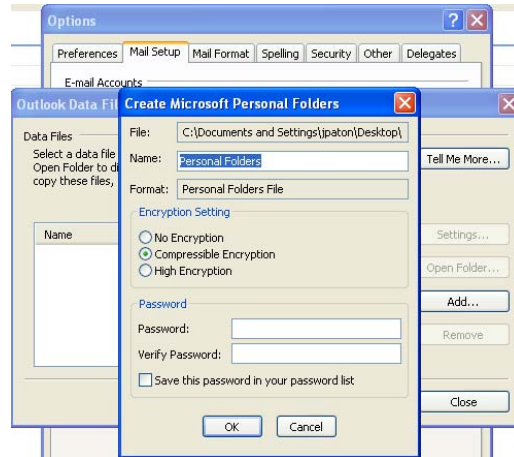 Options
Preferences Mail Setup Mail Format Spelling Security Other Delegates
E-mail Accounts
Outlook Data Fil
Data Files
Select a data file
Open Folder to di
copy these files,
Tell Me More...
Name
Settings...
Open Folder...
Add...
Remove
Close
Create Microsoft Personal Folders
File: C:\Documents and Settings\jpaton\Desktop\
Name: Personal Folders
Format: Personal Folders File
Encryption Setting
No Encryption
Compressible Encryption
High Encryption
Password
Password:
Verify Password:
Save this password in your password list
OK Cancel